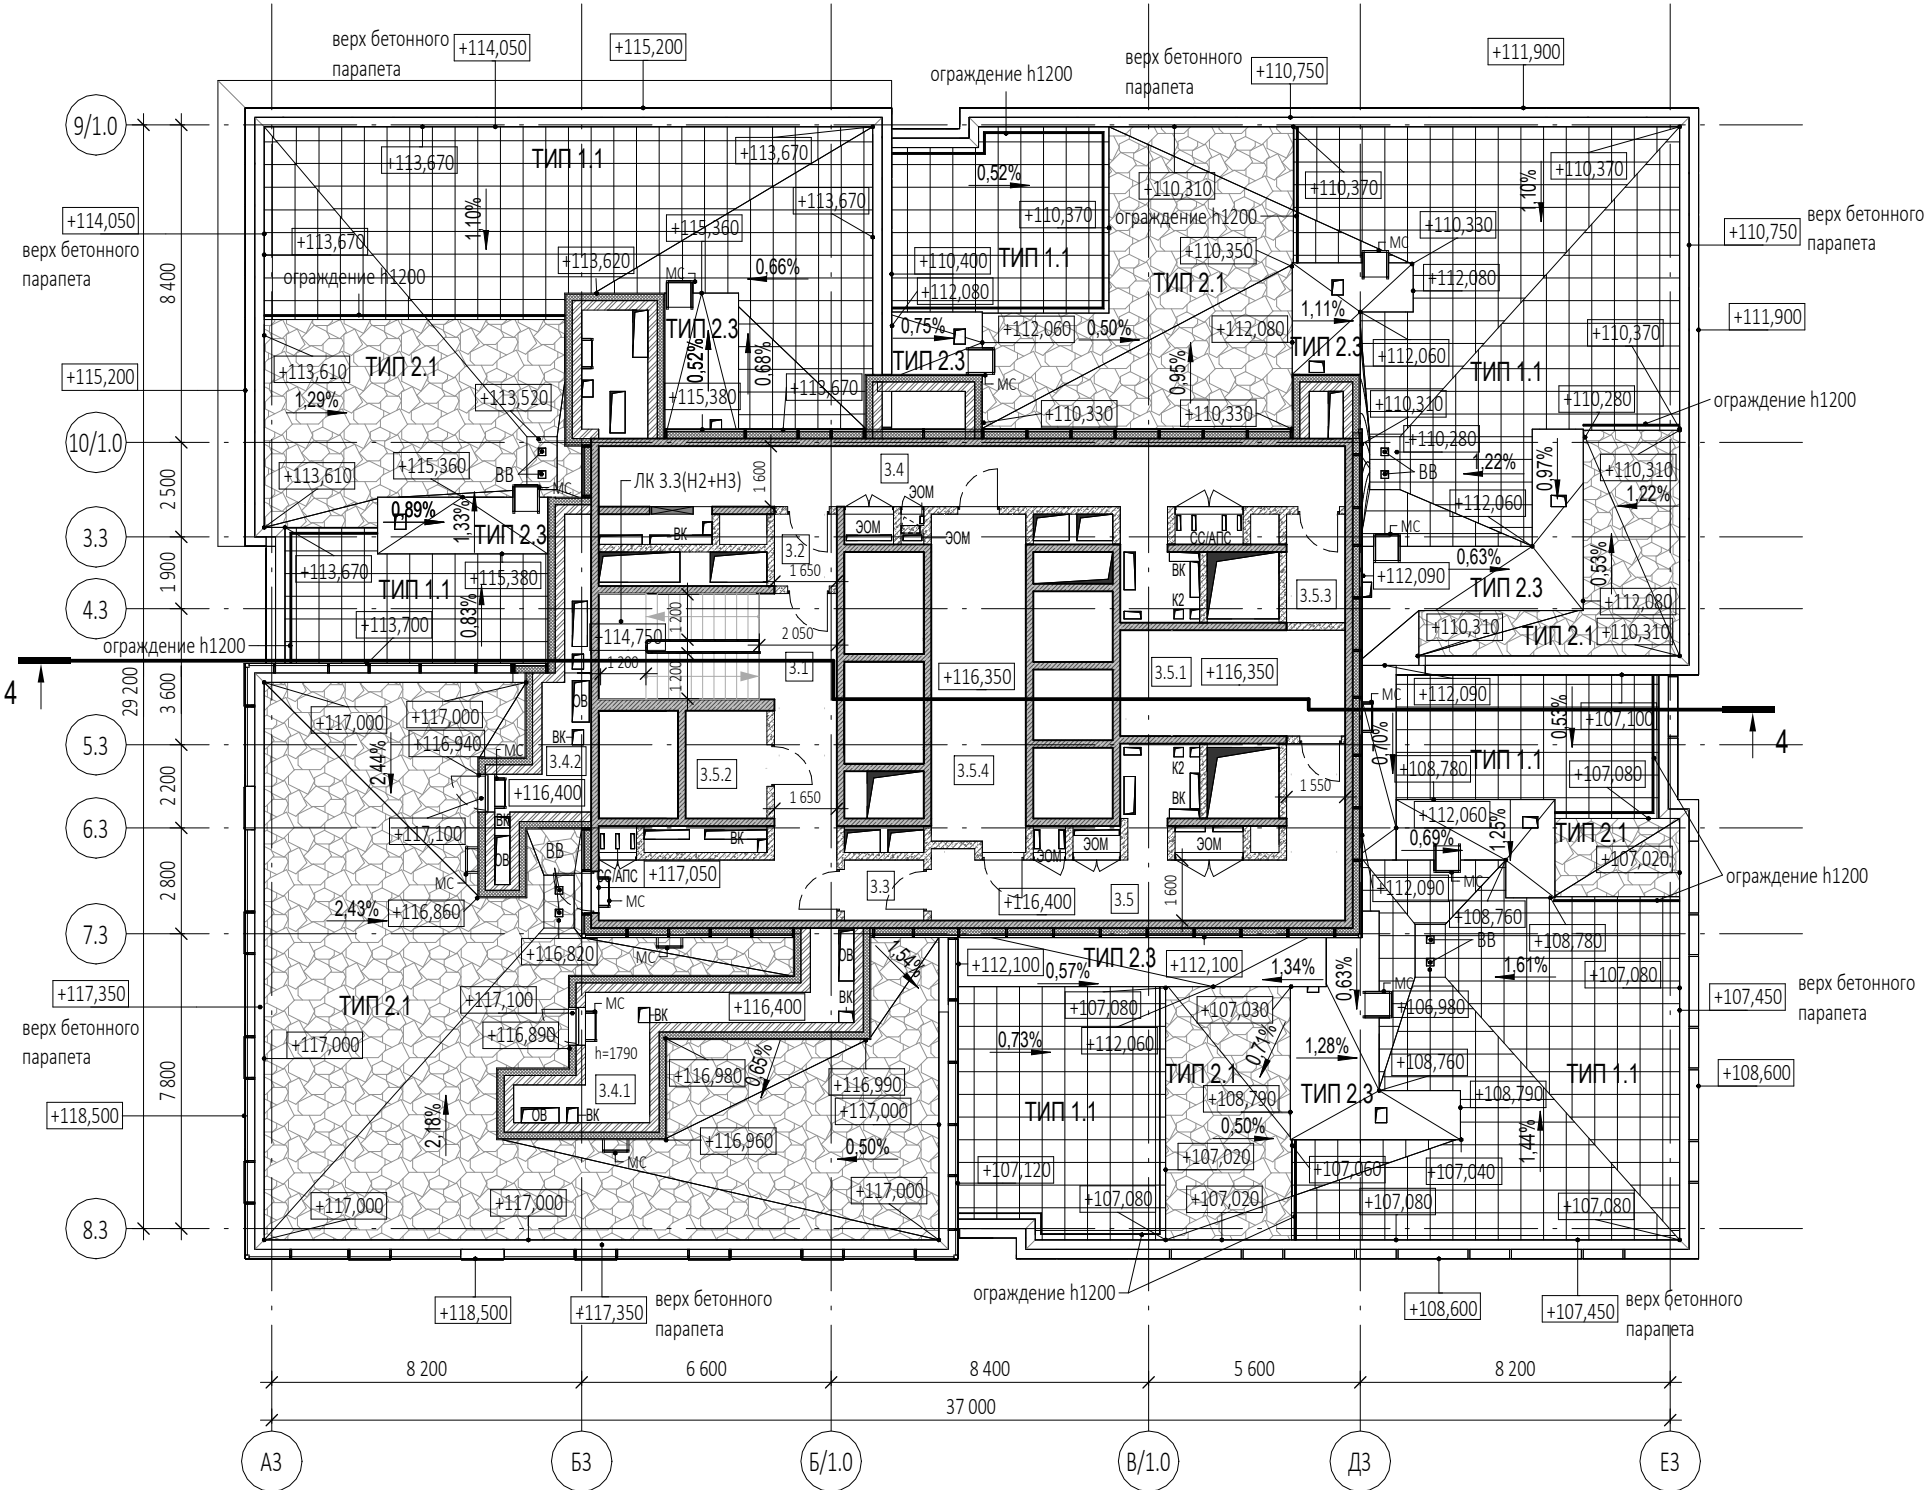 верх бетонного
парапета
+114,050
+115,200
ограждение h1200
верх бетонного
парапета
+110,750
+111,900
9/1.0
+113,670
ТИП 1.1
+113,670
0,52%
+110,310
+110,370
1,10%
+110,370
+114,050
верх бетонного
парапета
1,10%
+113,670
+113,670
+115,360
+110,370
ограждение h1200
+110,330
МС
+110,750
верх бетонного
парапета
8 400
ограждение h1200
+113,620
МС
0,66%
+110,400
ТИП 1.1
+112,080
+110,350
ТИП 2.1
+112,080
1,11%
+111,900
ТИП 2.3
0,75%
+112,060
0,50%
+112,080
+110,370
ТИП 2.3
ТИП 2.3
+112,060
+115,200
+113,610
ТИП 2.1
1,29%
0,52%
0,68%
МС
0,95%
ТИП 1.1
+113,520
+115,380
+113,670
+110,330
+110,330
+110,310
+110,280
ограждение h1200
10/1.0
+110,280
+113,610
+115,360
ВВ
МС
ЛК 3.3(Н2+Н3)
1 600
3.4
ВВ
1,22%
0,97%
+110,310
1,22%
2 500
0,89%
1,33%
ТИП 2.3
ВК
ЭОМ
ЭОМ
ЭОМ
СС/АПС
+112,060
МС
3.3
3.2
+113,670
+115,380
1 650
ВК
0,63%
0,53%
+112,090
1 900
ТИП 1.1
К2
3.5.3
ТИП 2.3
+112,080
4.3
+113,700
0,83%
1 200
+114,750
2 050
+110,310
ТИП 2.1
+110,310
ограждение h1200
1 200
1 200
3.1
+116,350
3.5.1
+116,350
4
29 200
3 600
ОВ
МС
+112,090
+117,000
+117,000
+107,100
0,53%
4
5.3
+116,940
МС
ВК
0,70%
2,44%
3.4.2
3.5.2
3.5.4
К2
+108,780
ТИП 1.1
+107,080
2 200
+116,400
1 650
ВК
1 550
6.3
+117,100
ВК
+112,060
0,69%
1,25%
ТИП 2.1
ОВ
ВВ
ВК
ЭОМ
ЭОМ
ЭОМ
+107,020
2 800
МС
СС/АПС
+117,050
МС
+112,090
ограждение h1200
МС
3.3
+116,400
3.5
1 600
2,43%
+116,860
+108,760
7.3
+108,780
ВВ
+116,820
МС
ОВ
1,54%
ТИП 2.3
+112,100
0,57%
+112,100
1,34%
0,63%
МС
1,61%
+107,080
+117,350
верх бетонного
парапета
ТИП 2.1
+117,100
МС
+116,400
ВК
ВК
+107,080
+107,030
+106,980
+107,450
верх бетонного
парапета
+116,890
+117,000
h=1790
0,73%
+112,060
0,71%
1,28%
+108,760
7 800
+116,980
0,65%
+116,990
ТИП 2.1
ТИП 1.1
+108,600
3.4.1
+118,500
ОВ
ВК
+117,000
ТИП 1.1
+108,790
ТИП 2.3
+108,790
2,18%
+116,960
0,50%
0,50%
1,44%
МС
+107,120
+107,020
+107,060
+107,040
+117,000
+117,000
+117,000
+107,080
+107,020
+107,080
+107,080
8.3
ограждение h1200
+118,500
+117,350
верх бетонного
парапета
+108,600
+107,450
верх бетонного
парапета
8 200
6 600
8 400
5 600
8 200
37 000
А3
Б3
Б/1.0
В/1.0
Д3
Е3